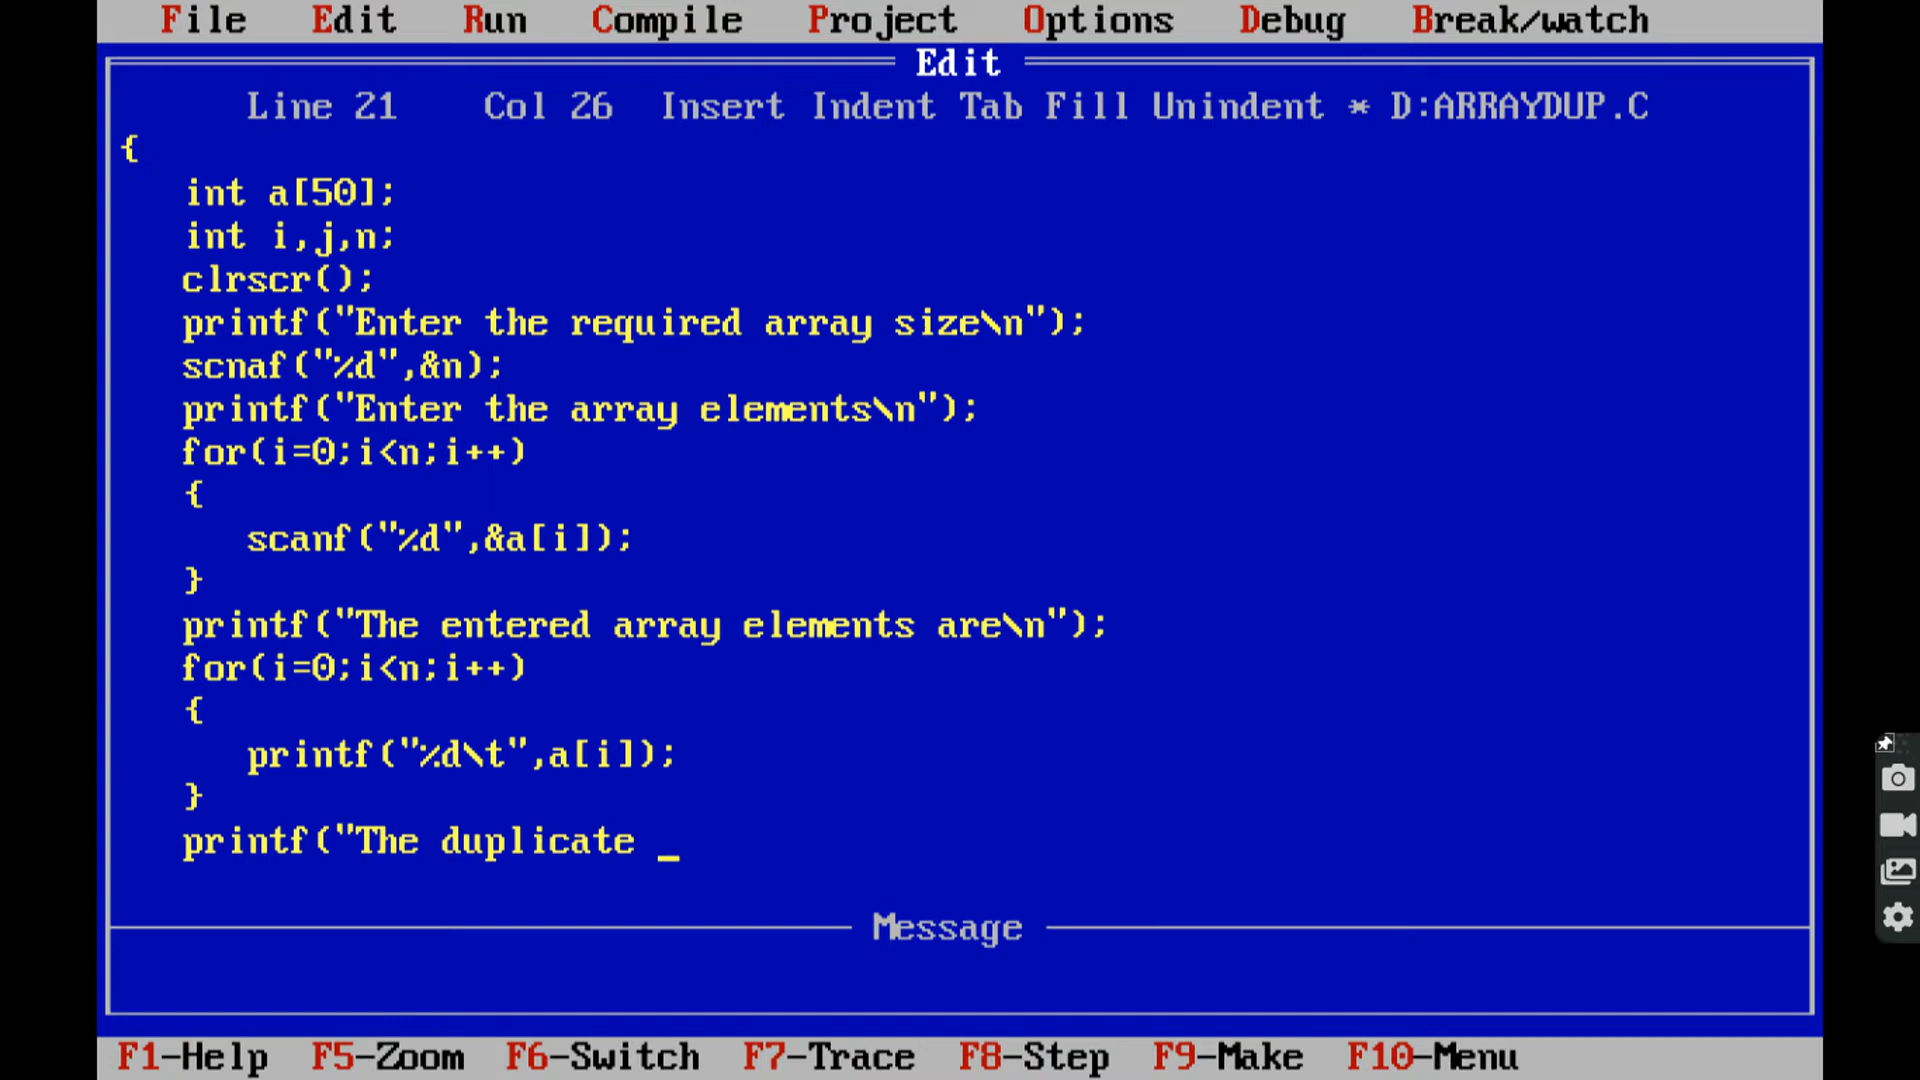 File Edit Run Compile Project Options Debug Break/watch
Edit
Line 21 Col 26 Insert Indent Tab Fill Unindent * D:ARRAYDUP.C
{
int a[50];
int i,j,n;
clrscr();
printf("Enter the required array size\n");
scnaf("%d",&n);
printf("Enter the array elements\n");
for(i=0;i<n;i++)
{
scanf("%d",&a[i]);
}
printf("The entered array elements are\n");
for(i=0;i<n;i++)
{
printf("%d\t",a[i]);
}
printf("The duplicate _
Message
F1-Help F5-Zoom F6-Switch F7-Trace F8-Step F9-Make F10-Menu